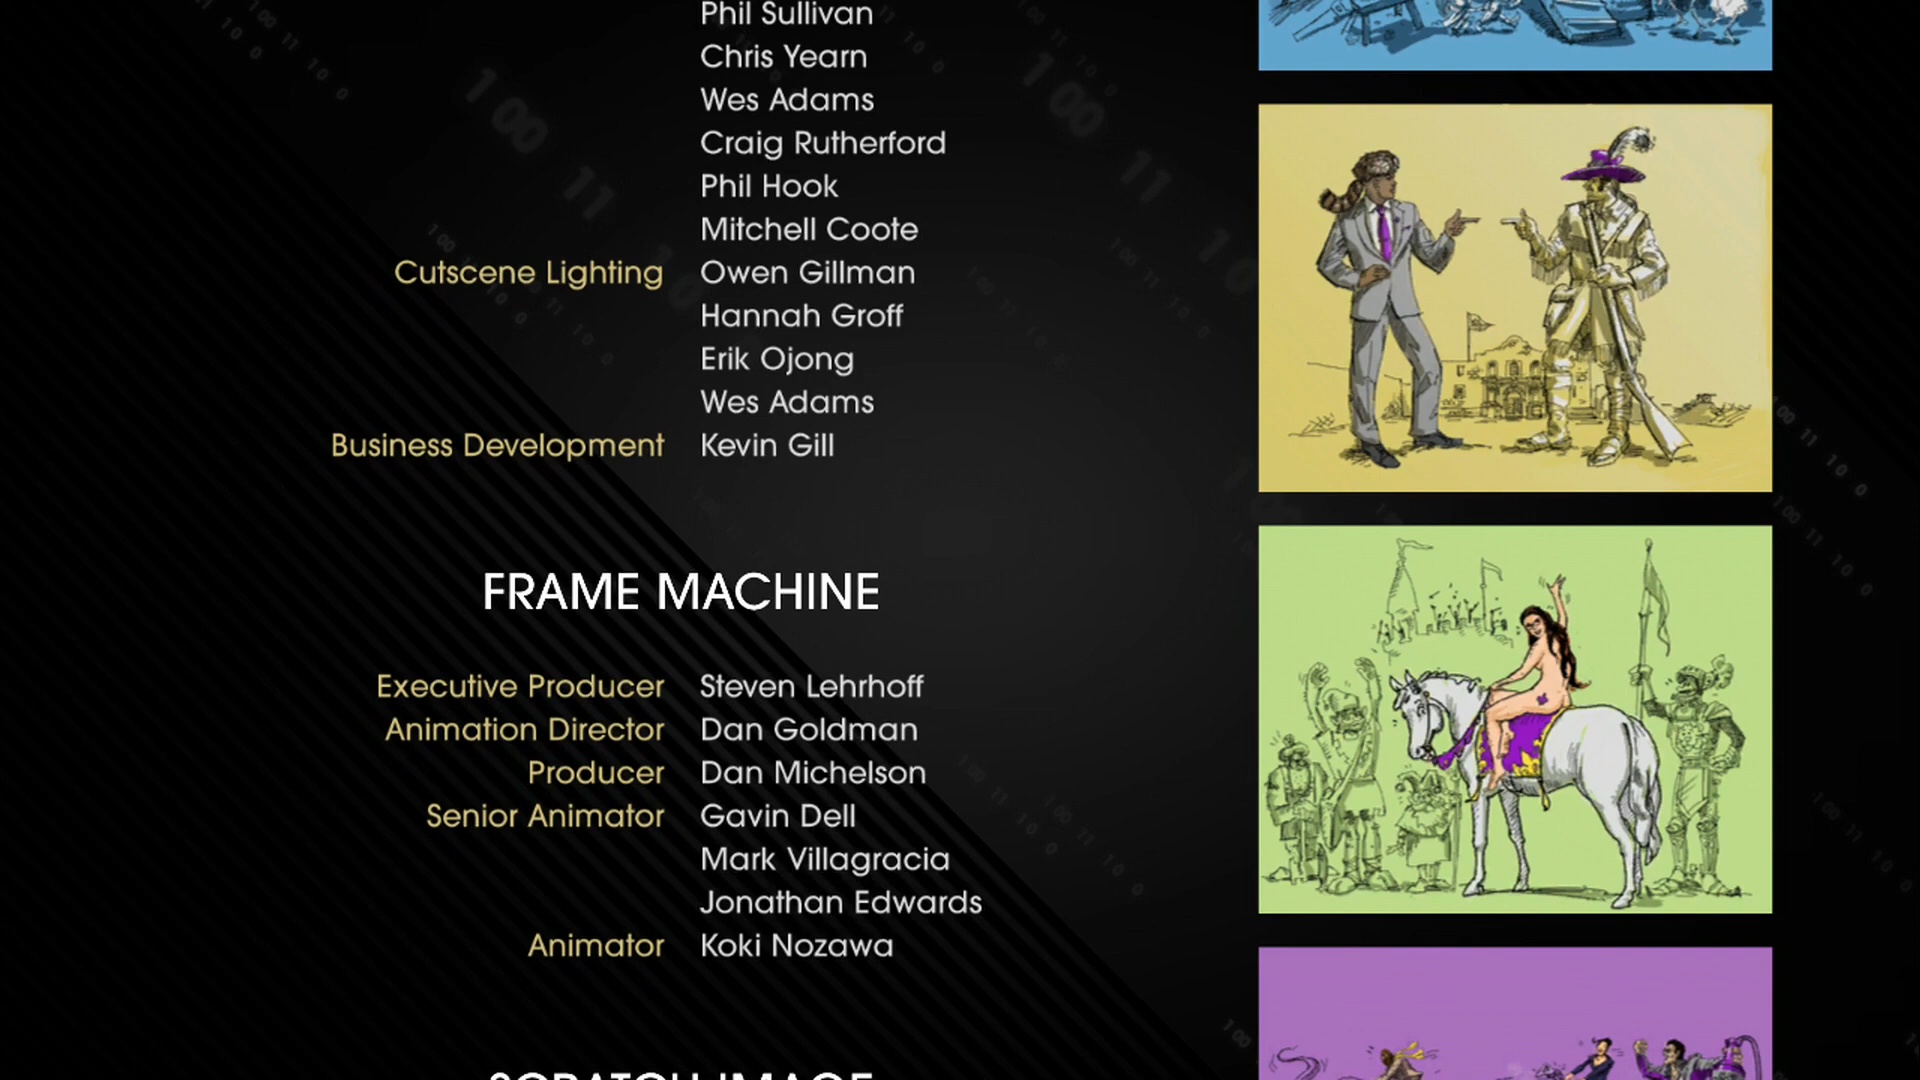 Phil Sullivan
Chris Yearn
Wes Adams
Craig Rutherford
Phil Hook
Mitchell Coote
Cutscene Lighting Owen Gillman
Hannah Groff
Erik Ojong
Wes Adams
Business Development Kevin Gill
FRAME MACHINE
Executive Producer Steven Lehrhoff
Animation Director Dan Goldman
Producer Dan Michelson
Senior Animator Gavin Dell
Mark Villagracia
Jonathan Edwards
Animator Koki Nozawa
SCRATCH IMAGE